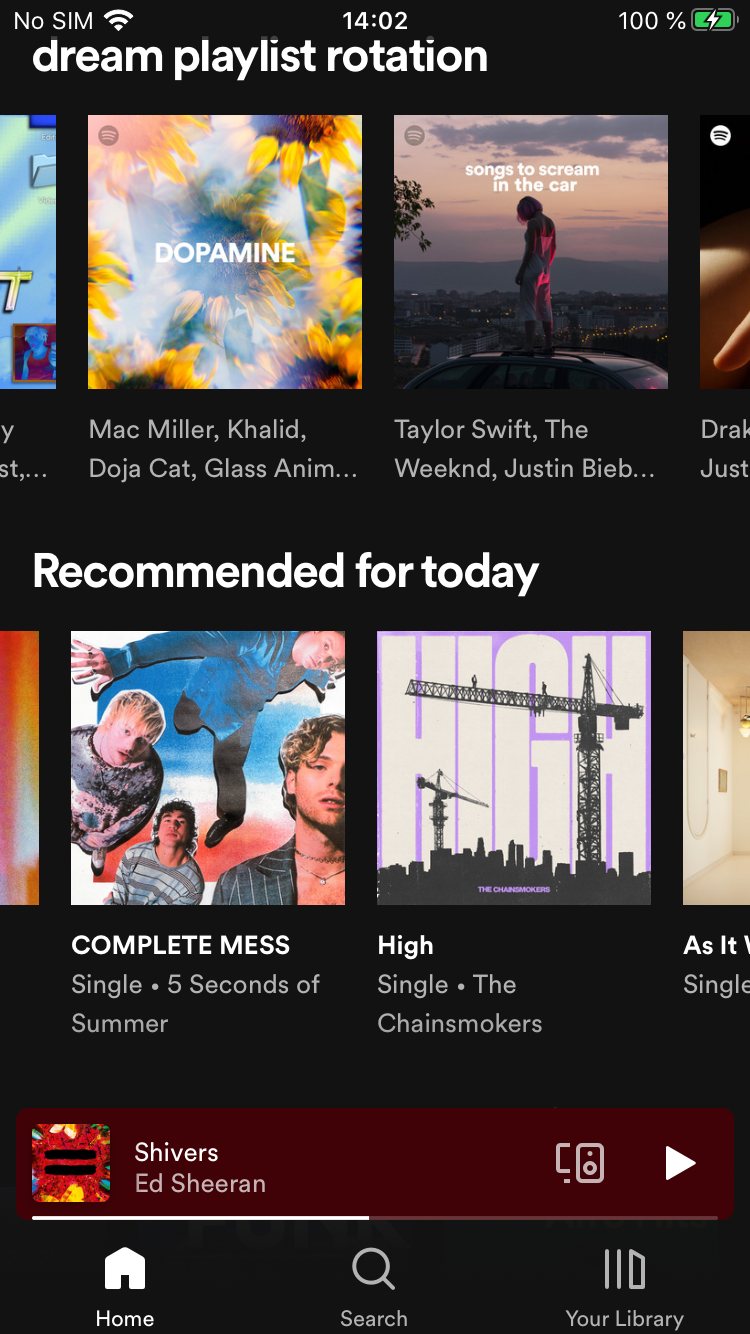 No SIM 14:02 100 %
dream playlist rotation
DOPAMINE
songs to scream
in the car
Mac Miller, Khalid,
Doja Cat, Glass Anim...
Taylor Swift, The
Weeknd, Justin Bieb...
y
st,...
Drak
Just
Recommended for today
HIGH
THE CHAINSMOKERS
COMPLETE MESS
Single • 5 Seconds of
Summer
High
Single • The
Chainsmokers
As It W
Single
Shivers
Ed Sheeran
Home
Search
Your Library